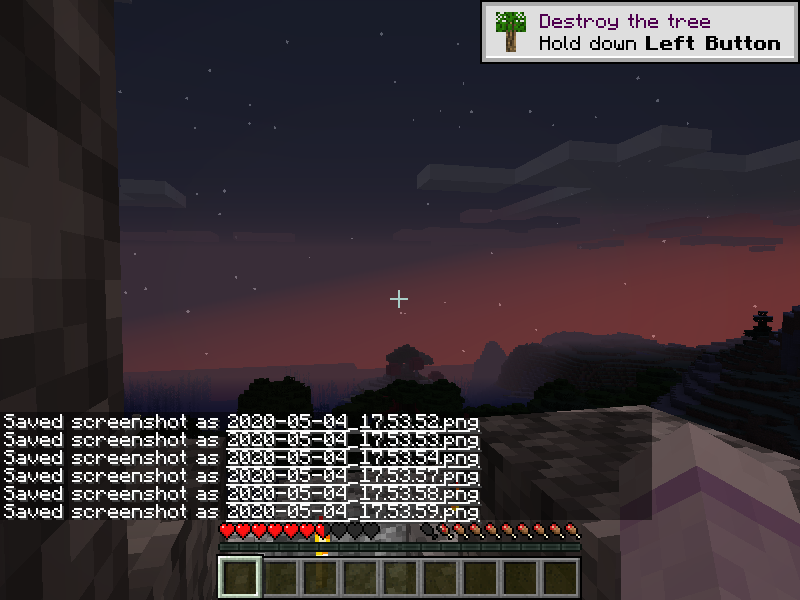 Destroy the tree
Hold down Left Button
Saved screenshot as 2020-05-04_17.53.52.png
Saved screenshot as 2020-05-04_17.53.53.png
Saved screenshot as 2020-05-04_17.53.54.png
Saved screenshot as 2020-05-04_17.53.57.png
Saved screenshot as 2020-05-04_17.53.58.png
Saved screenshot as 2020-05-04_17.53.59.png